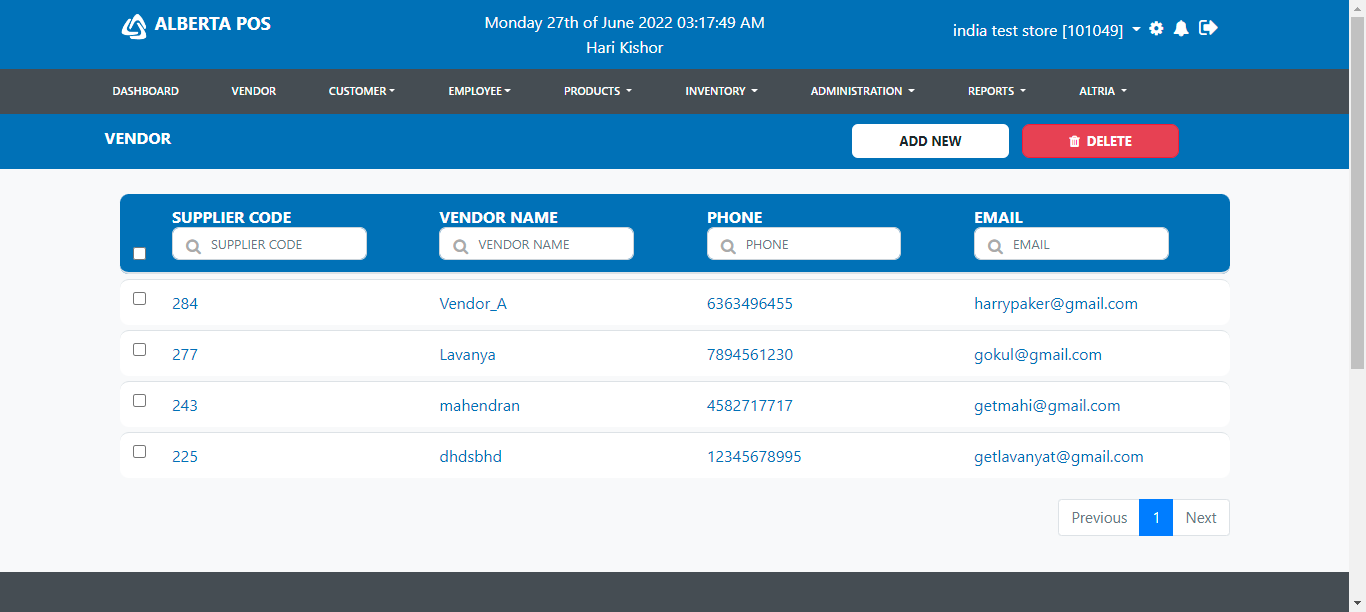 ALBERTA POS
Monday 27th of June 2022 03:17:49 AM
Hari Kishor
india test store [101049]
DASHBOARD VENDOR CUSTOMER EMPLOYEE PRODUCTS INVENTORY ADMINISTRATION REPORTS ALTRIA
VENDOR
ADD NEW
DELETE
SUPPLIER CODE VENDOR NAME PHONE EMAIL
SUPPLIER CODE VENDOR NAME PHONE EMAIL
284 Vendor_A 6363496455 harrypaker@gmail.com
277 Lavanya 7894561230 gokul@gmail.com
243 mahendran 4582717717 getmahi@gmail.com
225 dhdsbhd 12345678995 getlavanyat@gmail.com
Previous 1 Next